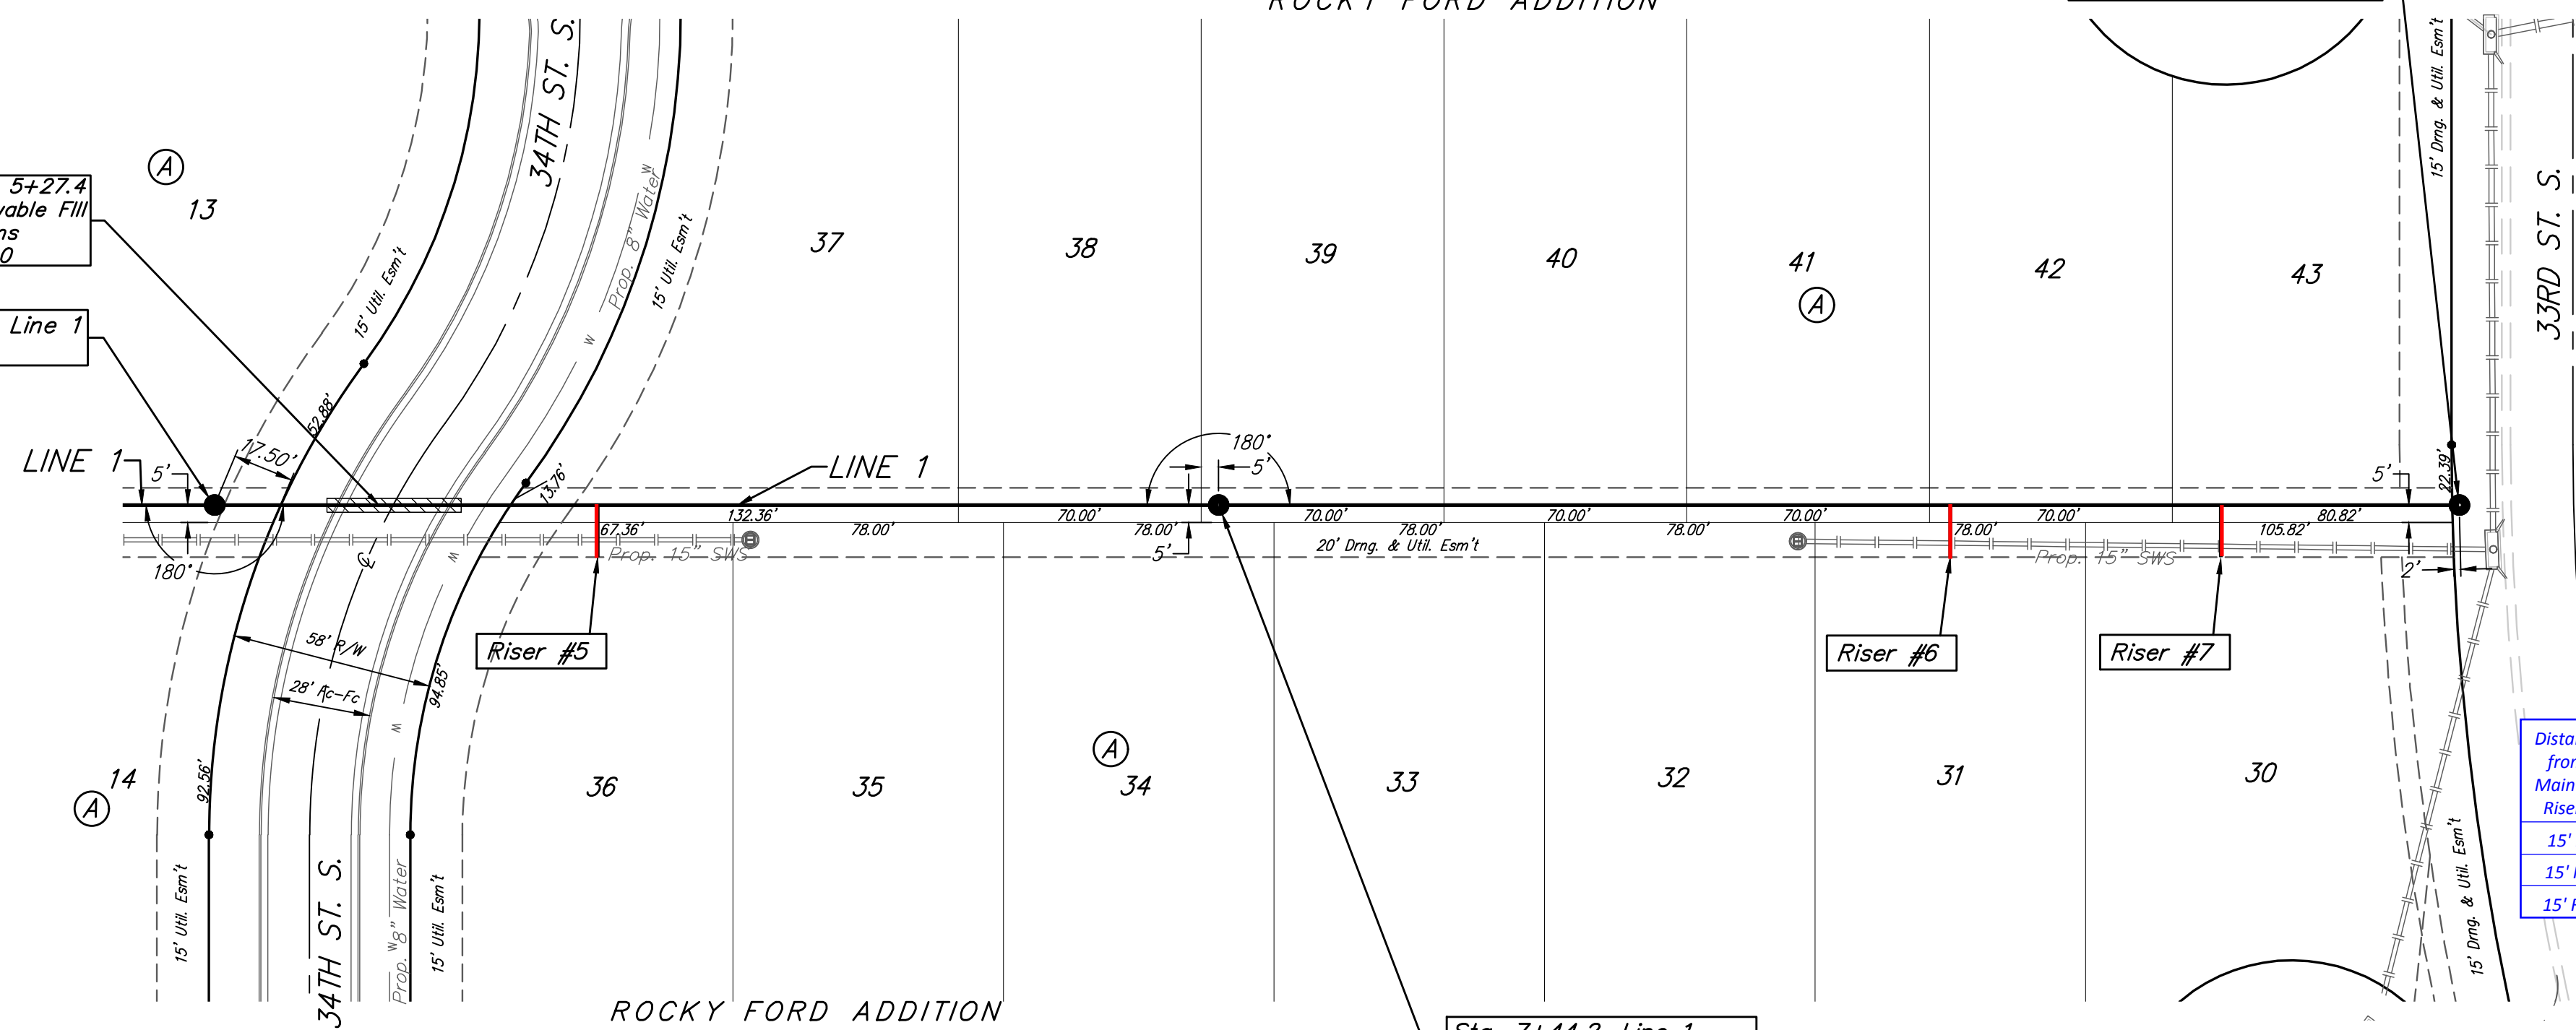 ROCKY FORD ADDITION
34TH ST. S.
15' Drng. & Util. Esm't
A
13
5+27.4
vable Fill
ns
0
Prop. 8" Water
W
W
15' Util. Esm't
15' Util. Esm't
37
38
39
40
41
A
42
43
33RD ST. S.
Line 1
52.88'
17.50'
LINE 1
5'
LINE 1
13.76'
180°
5'
5'
22.39'
67.36'
132.36'
78.00'
70.00'
78.00'
70.00'
78.00'
70.00'
78.00'
70.00'
78.00'
70.00'
80.82'
105.82'
180°
Prop. 15" SWS
5'
20' Drng. & Util. Esm't
Prop. 15" SWS
2'
℄
W
58' R/W
28' Fc-Fc
94.85'
W
Riser #5
Riser #6
Riser #7
92.56'
14
A
36
35
A
34
33
32
31
30
Main
15'
15'
15'
15' Util. Esm't
34TH ST. S.
Prop. 8" Water
W
15' Util. Esm't
15' Drng. & Util. Esm't
ROCKY FORD ADDITION
Sta. 7+44.2, Line 1